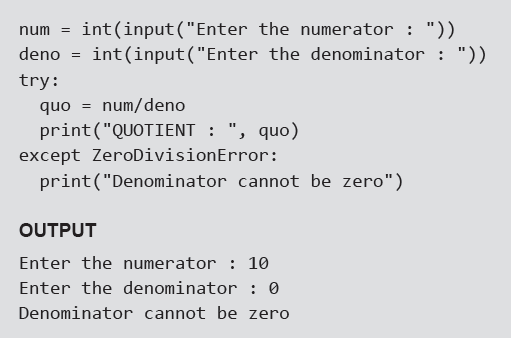 num = int(input("Enter the numerator : "))
deno = int(input("Enter the denominator : "))
try:
  quo = num/deno
  print("QUOTIENT : ", quo)
except ZeroDivisionError:
  print("Denominator cannot be zero")
OUTPUT
Enter the numerator : 10
Enter the denominator : 0
Denominator cannot be zero